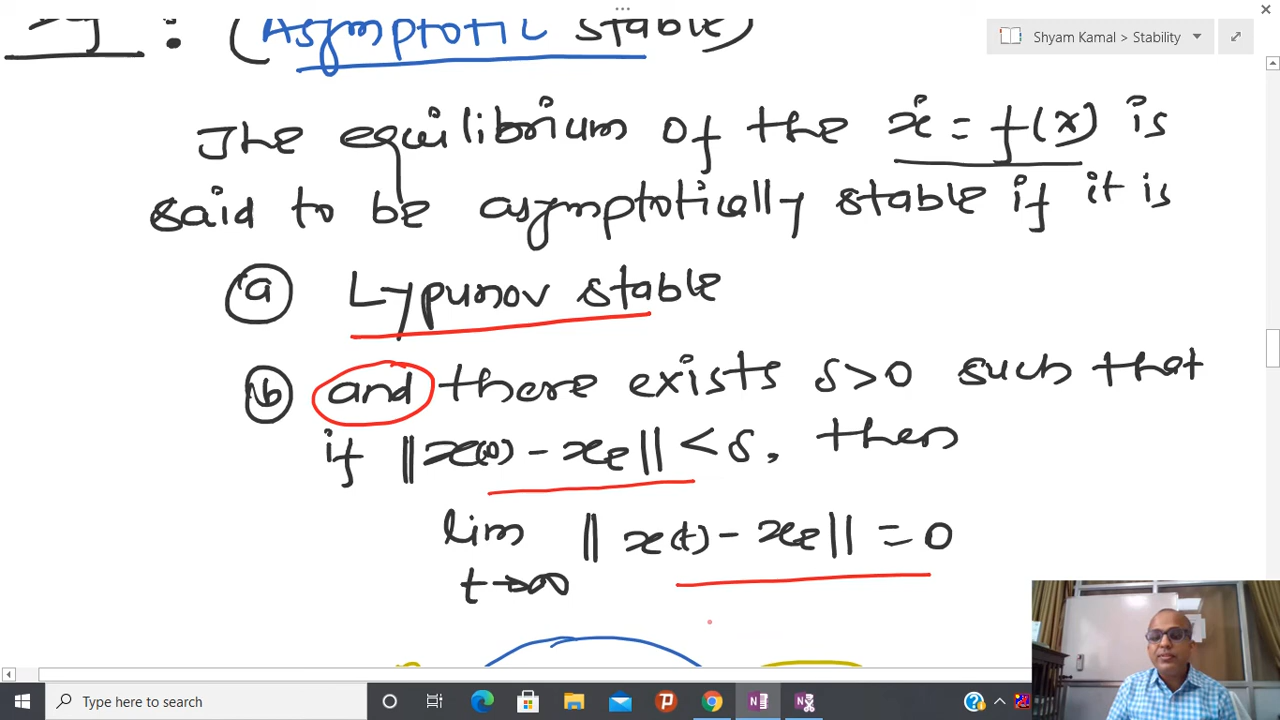 : (Asymptotic stable)
Shyam Kamal > Stability
The equilibrium of the ẋ = f(x) is
said to be asymptotically stable if it is
ⓐ Lypunov stable
ⓑ and there exists δ>0 such that
if ||x(0) - xe|| < δ, then
lim || x(t) - xe|| = 0
t→∞
Type here to search